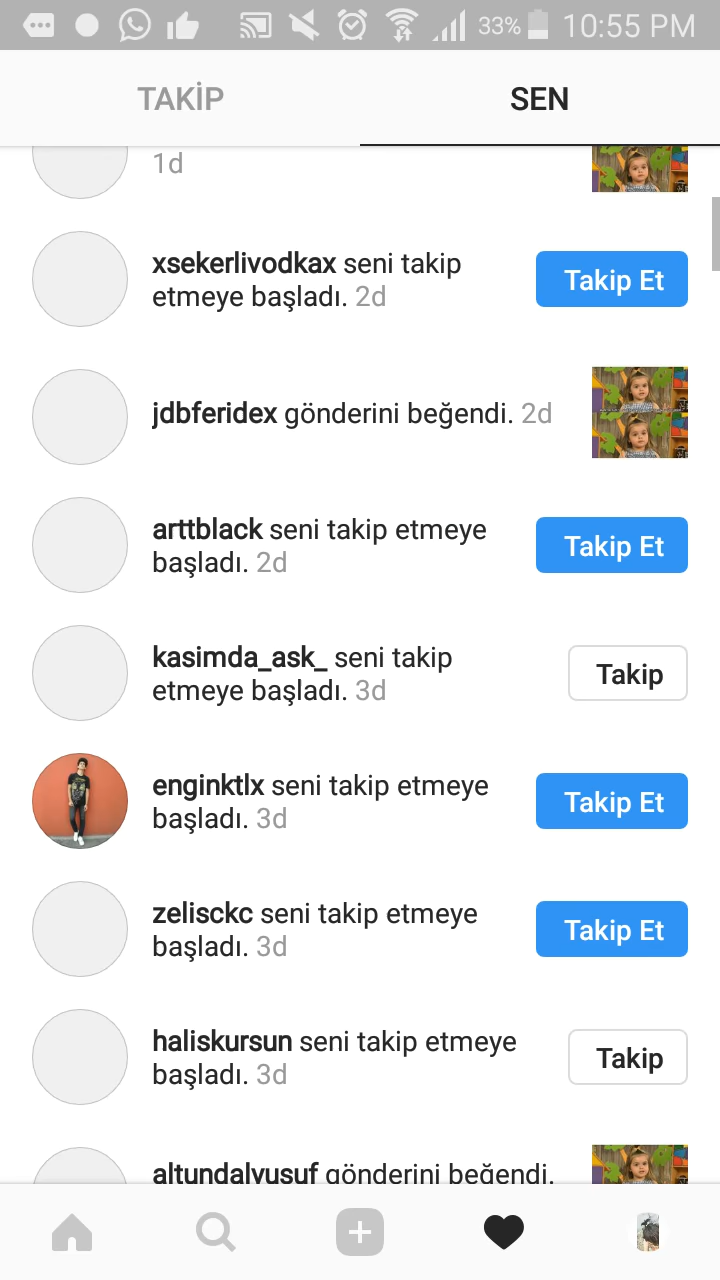 33% 10:55 PM
TAKİP SEN
1d
xsekerlivodkax seni takip
etmeye başladı. 2d
Takip Et
jdbferidex gönderini beğendi. 2d
arttblack seni takip etmeye
başladı. 2d
Takip Et
kasimda_ask_ seni takip
etmeye başladı. 3d
Takip
enginktlx seni takip etmeye
başladı. 3d
Takip Et
zelisckc seni takip etmeye
başladı. 3d
Takip Et
haliskursun seni takip etmeye
başladı. 3d
Takip
altundalyusuf gönderini beğendi.